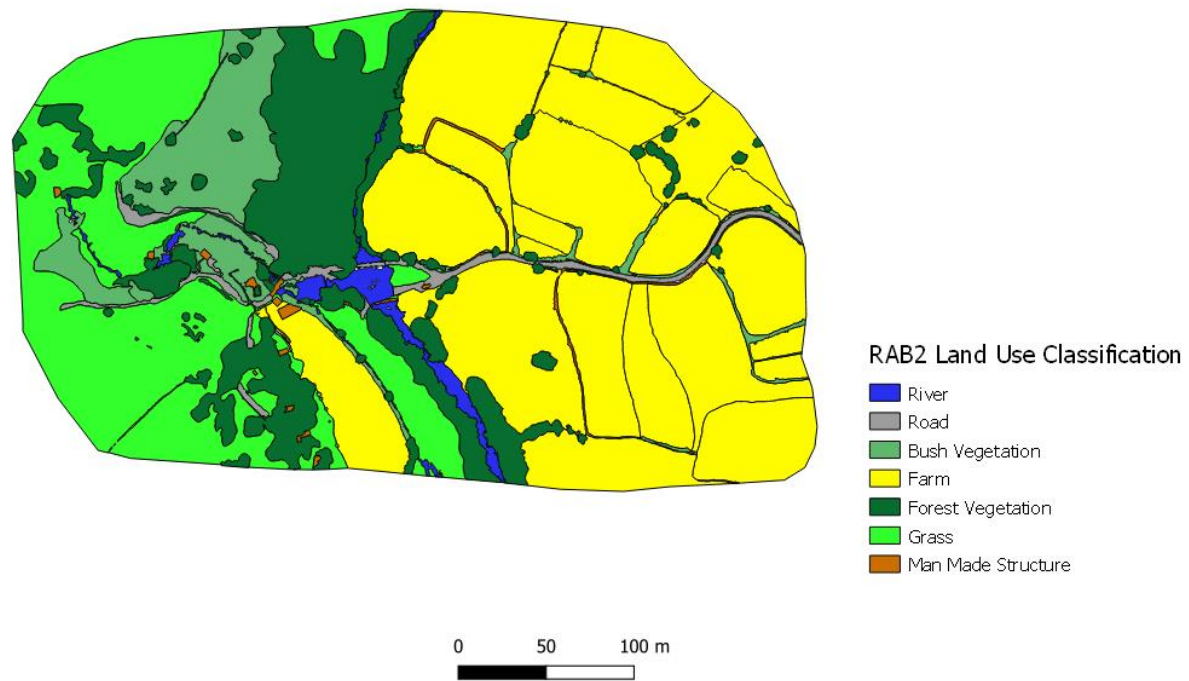 RAB2 Land Use Classification
River
Road
Bush Vegetation
Farm
Forest Vegetation
Grass
Man Made Structure
0 50 100 m